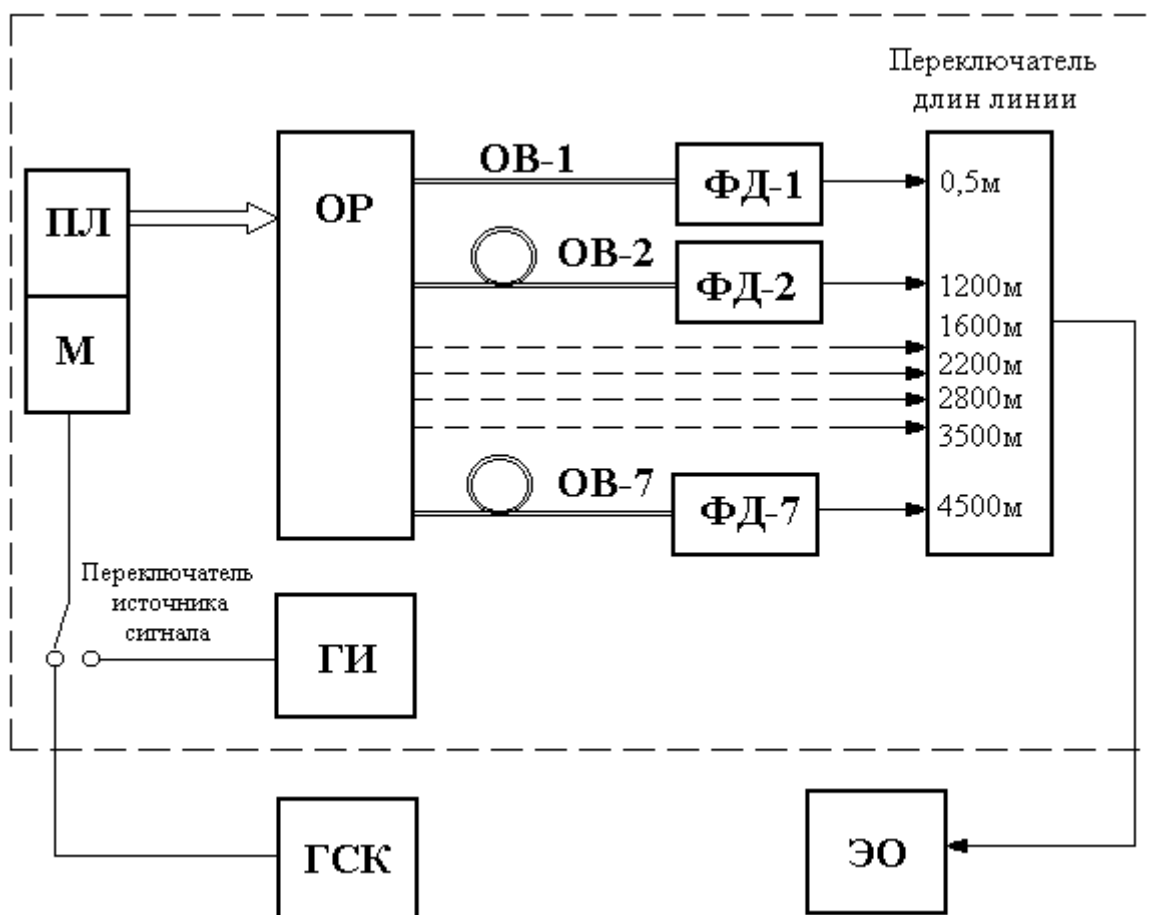 Переключатель
длин линии
ПЛ
М
ОР
ОВ-1
ФД-1
0,5м
ОВ-2
ФД-2
1200м
1600м
2200м
2800м
3500м
ОВ-7
ФД-7
4500м
Переключатель
источника
сигнала
ГИ
ГСК
ЭО